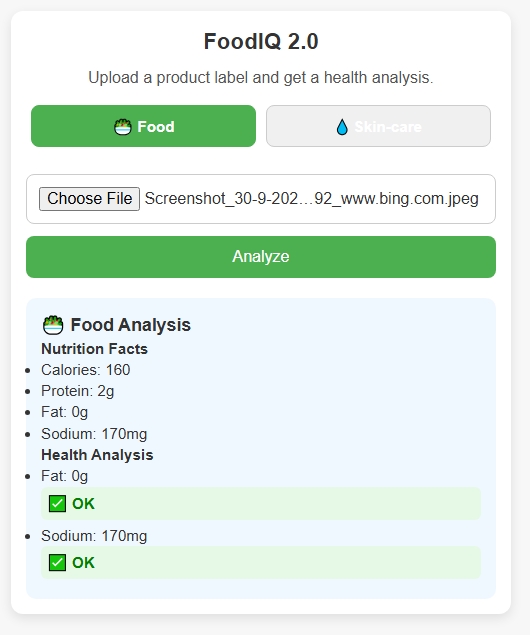 FoodIQ 2.0
Upload a product label and get a health analysis.
🥗 Food
💧 Skin-care
Choose File Screenshot_30-9-202…92_www.bing.com.jpeg
Analyze
🥗 Food Analysis
Nutrition Facts
• Calories: 160
• Protein: 2g
• Fat: 0g
• Sodium: 170mg
Health Analysis
• Fat: 0g
✅ OK
• Sodium: 170mg
✅ OK